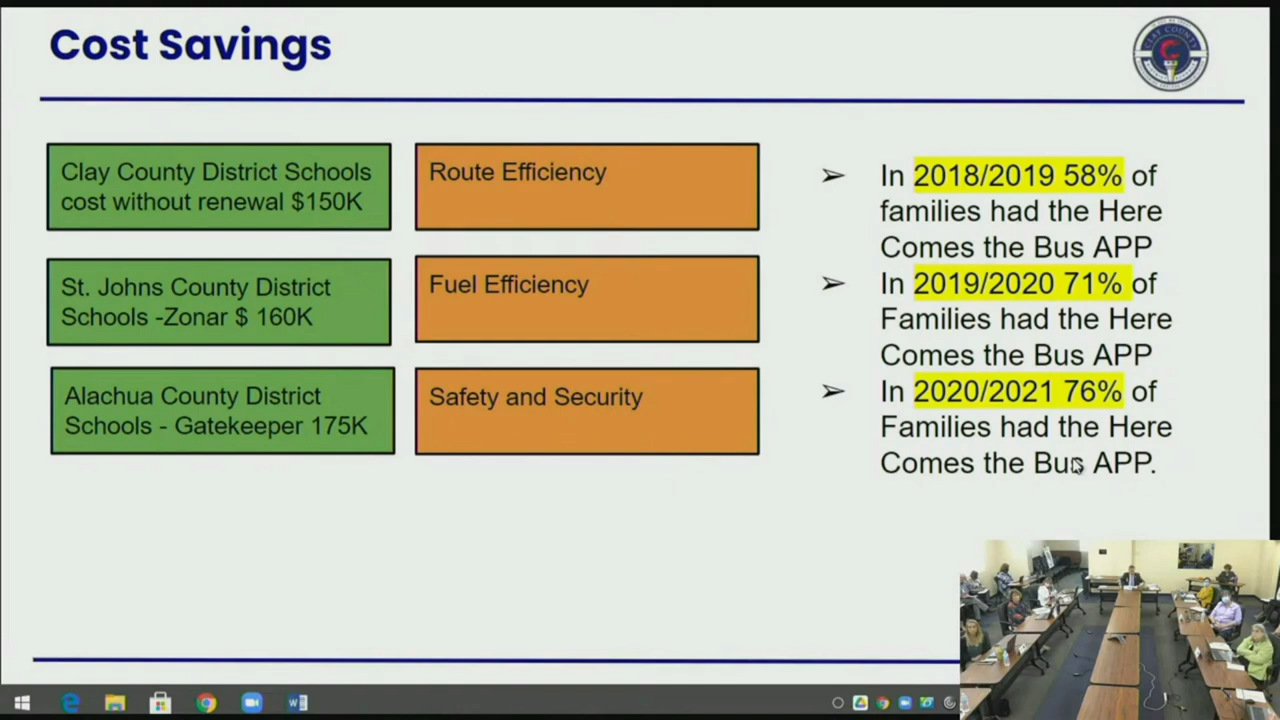 Cost Savings
Clay County District Schools
cost without renewal $150K
St. Johns County District
Schools -Zonar $ 160K
Alachua County District
Schools - Gatekeeper 175K
Route Efficiency
Fuel Efficiency
Safety and Security
➢ In 2018/2019 58% of
families had the Here
Comes the Bus APP
➢ In 2019/2020 71% of
Families had the Here
Comes the Bus APP
➢ In 2020/2021 76% of
Families had the Here
Comes the Bus APP.
CLAY COUNTY